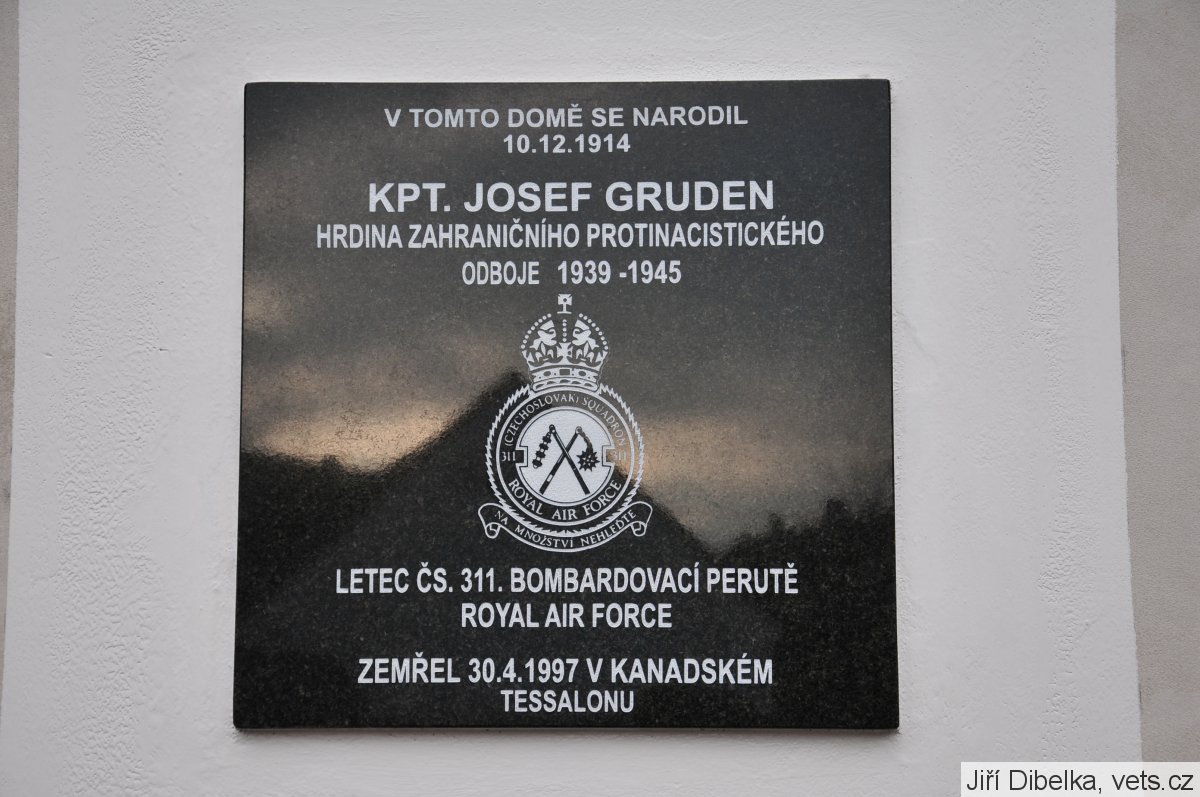 V TOMTO DOMĚ SE NARODIL
10.12.1914
KPT. JOSEF GRUDEN
HRDINA ZAHRANIČNÍHO PROTINACISTICKÉHO
ODBOJE 1939 -1945
(CZECHOSLOVAK) SQUADRON
311 311
ROYAL AIR FORCE
NA MNOŽSTVÍ NEHLEĎTE
LETEC ČS. 311. BOMBARDOVACÍ PERUTĚ
ROYAL AIR FORCE
ZEMŘEL 30.4.1997 V KANADSKÉM
TESSALONU
Jiří Dibelka, vets.cz